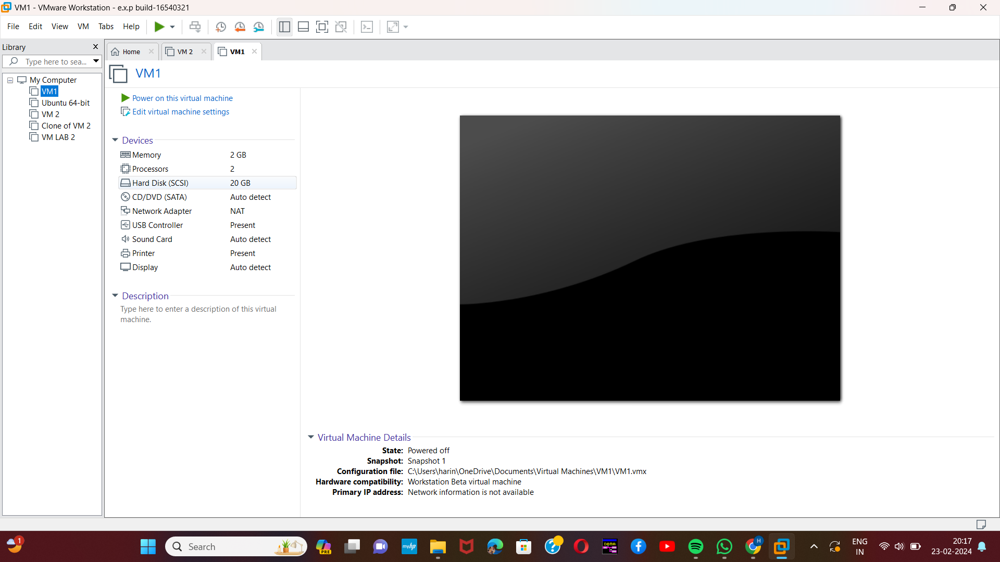 VM1 - VMware Workstation - e.x.p build-16540321
File Edit View VM Tabs Help
Library
Type here to sea...
My Computer
VM1
Ubuntu 64-bit
VM 2
Clone of VM 2
VM LAB 2
Home VM 2 VM1
VM1
Power on this virtual machine
Edit virtual machine settings
Devices
Memory 2 GB
Processors 2
Hard Disk (SCSI) 20 GB
CD/DVD (SATA) Auto detect
Network Adapter NAT
USB Controller Present
Sound Card Auto detect
Printer Present
Display Auto detect
Description
Type here to enter a description of this virtual
machine.
Virtual Machine Details
State: Powered off
Snapshot: Snapshot 1
Configuration file: C:\Users\harin\OneDrive\Documents\Virtual Machines\VM1\VM1.vmx
Hardware compatibility: Workstation Beta virtual machine
Primary IP address: Network information is not available
1
Search
PRE
myhp
DATA
H
ENG
IN
20:17
23-02-2024